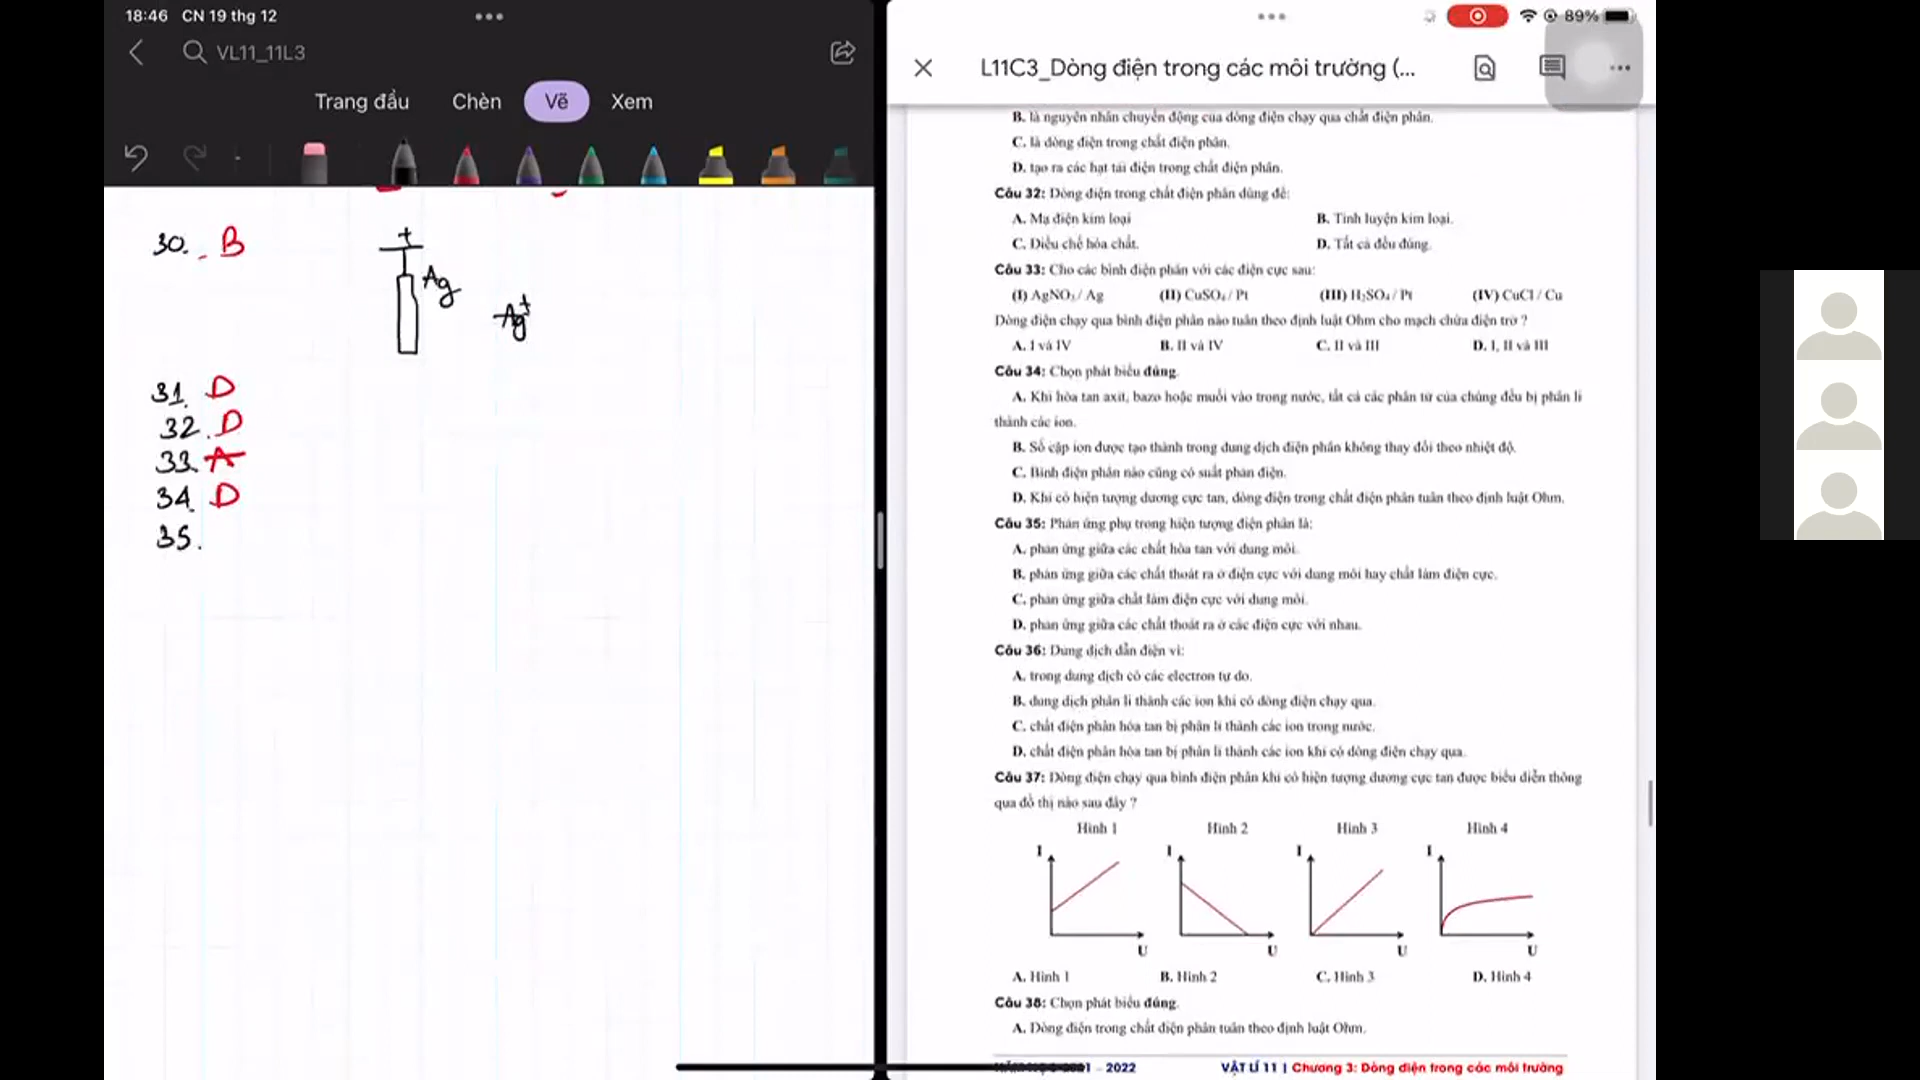 18:46 CN 19 thg 12
VL11_11L3
Trang đầu Chèn Vẽ Xem
30. B
+
Ag
Ag+
31. D
32. D
33. A
34. D
35.
89%
L11C3_Dòng điện trong các môi trường (...
B. là nguyên nhân chuyển động của dòng điện chạy qua chất điện phân.
C. là dòng điện trong chất điện phân.
D. tạo ra các hạt tải điện trong chất điện phân.
Câu 32: Dòng điện trong chất điện phân dùng để:
A. Mạ điện kim loại B. Tinh luyện kim loại.
C. Điều chế hóa chất. D. Tất cả đều đúng.
Câu 33: Cho các bình điện phân với các điện cực sau:
(I) AgNO₃ / Ag (II) CuSO₄ / Pt (III) H₂SO₄ / Pt (IV) CuCl / Cu
Dòng điện chạy qua bình điện phân nào tuân theo định luật Ohm cho mạch chứa điện trở ?
A. I và IV B. II và IV C. II và III D. I, II và III
Câu 34: Chọn phát biểu đúng.
A. Khi hòa tan axit, bazơ hoặc muối vào trong nước, tất cả các phân tử của chúng đều bị phân li
thành các ion.
B. Số cặp ion được tạo thành trong dung dịch điện phân không thay đổi theo nhiệt độ.
C. Bình điện phân nào cũng có suất phản điện.
D. Khi có hiện tượng dương cực tan, dòng điện trong chất điện phân tuân theo định luật Ohm.
Câu 35: Phản ứng phụ trong hiện tượng điện phân là:
A. phản ứng giữa các chất hòa tan với dung môi.
B. phản ứng giữa các chất thoát ra ở điện cực với dung môi hay chất làm điện cực.
C. phản ứng giữa chất làm điện cực với dung môi.
D. phản ứng giữa các chất thoát ra ở các điện cực với nhau.
Câu 36: Dung dịch dẫn điện vì:
A. trong dung dịch có các electron tự do.
B. dung dịch phân li thành các ion khi có dòng điện chạy qua.
C. chất điện phân hòa tan bị phân li thành các ion trong nước.
D. chất điện phân hòa tan bị phân li thành các ion khi có dòng điện chạy qua.
Câu 37: Dòng điện chạy qua bình điện phân khi có hiện tượng dương cực tan được biểu diễn thông
qua đồ thị nào sau đây ?
Hình 1 Hình 2 Hình 3 Hình 4
I I I I
U U U U
A. Hình 1 B. Hình 2 C. Hình 3 D. Hình 4
Câu 38: Chọn phát biểu đúng.
A. Dòng điện trong chất điện phân tuân theo định luật Ohm.
- 2022 VẬT LÍ 11 | Chương 3: Dòng điện trong các môi trường